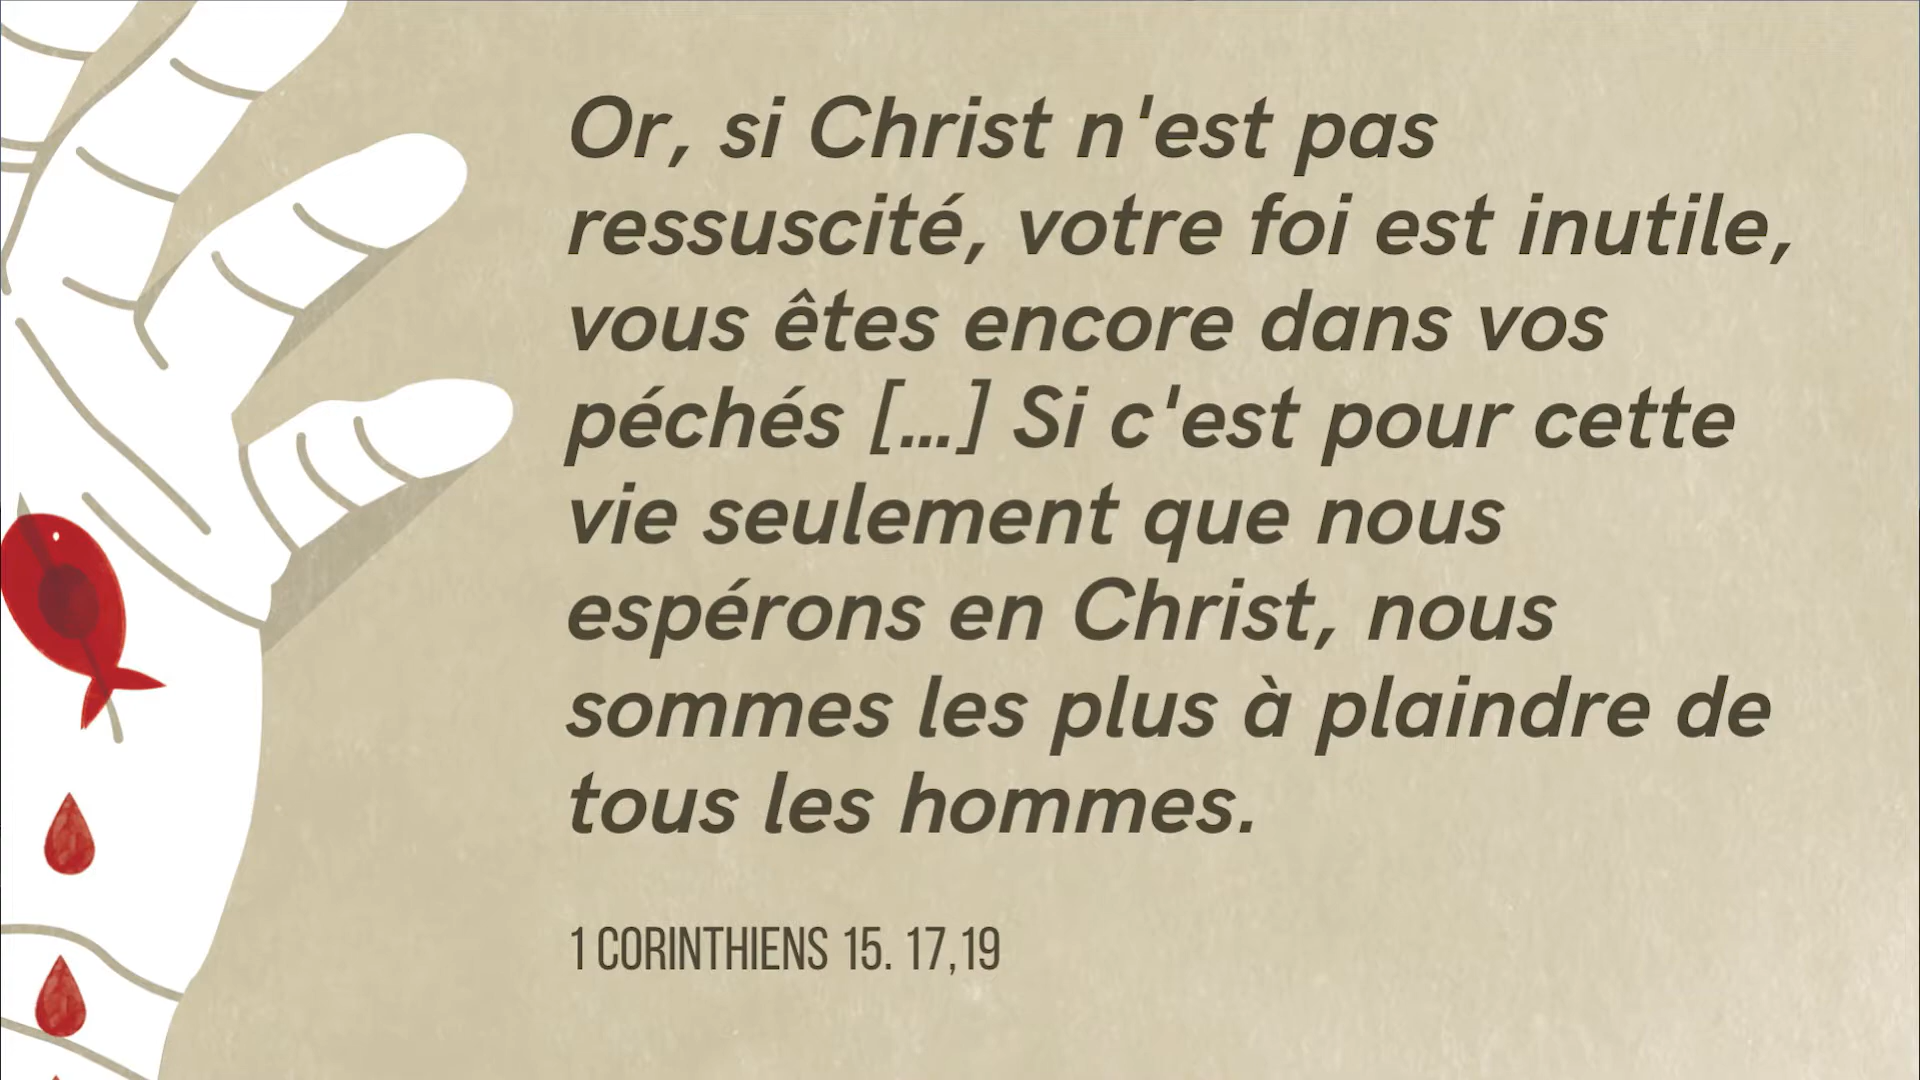 Or, si Christ n'est pas
ressuscité, votre foi est inutile,
vous êtes encore dans vos
péchés [...] Si c'est pour cette
vie seulement que nous
espérons en Christ, nous
sommes les plus à plaindre de
tous les hommes.
1 CORINTHIENS 15. 17,19